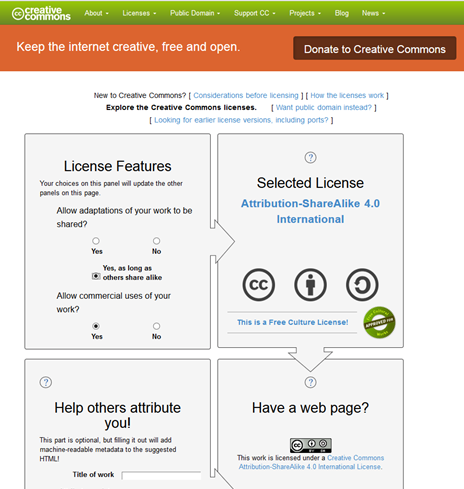 creative commons
About Licenses Public Domain Support CC Projects Blog News
Keep the internet creative, free and open.
Donate to Creative Commons
New to Creative Commons? [ Considerations before licensing ] [ How the licenses work ]
Explore the Creative Commons licenses. [ Want public domain instead? ]
[ Looking for earlier license versions, including ports? ]
License Features
Your choices on this panel will update the other
panels on this page.
Allow adaptations of your work to be
shared?
Yes No
Yes, as long as
others share alike
Allow commercial uses of your
work?
Yes No
?
Selected License
Attribution-ShareAlike 4.0
International
cc
This is a Free Culture License!
APPROVED FOR
?
Help others attribute
you!
This part is optional, but filling it out will add
machine-readable metadata to the suggested
HTML!
Title of work
?
Have a web page?
cc
BY SA
This work is licensed under a Creative Commons
Attribution-ShareAlike 4.0 International License.